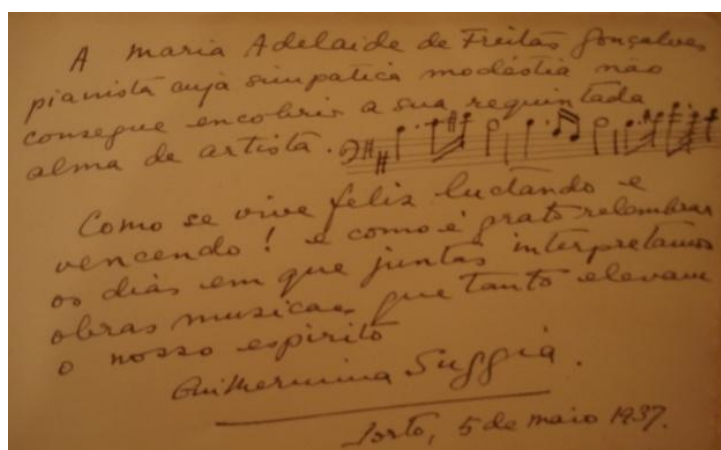 A Maria Adelaide de Freitas Gonçalves
pianista cuja simpatica modéstia não
consegue encobrir a sua requintada
alma de artista.
Como se vive feliz luctando e
vencendo! e como é grato relembrar
os dias em que juntas interpretamos
obras musicaes que tanto elevam
o nosso espirito
Guilhermina Suggia.
Porto, 5 de maio 1937.